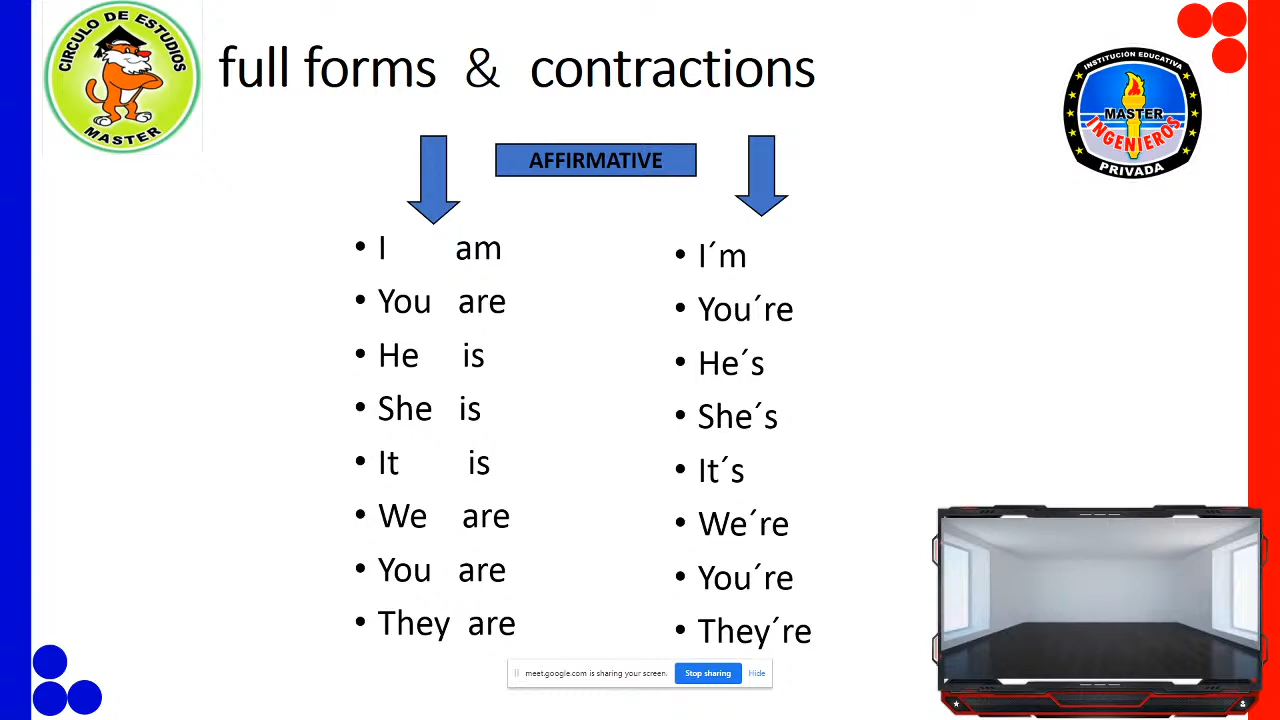 CIRCULO DE ESTUDIOS
MASTER
full forms & contractions
INSTITUCIÓN EDUCATIVA
MASTER
INGENIEROS
PRIVADA
AFFIRMATIVE
• I am
• You are
• He is
• She is
• It is
• We are
• You are
• They are
• I´m
• You´re
• He´s
• She´s
• It´s
• We´re
• You´re
• They´re
meet.google.com is sharing your screen.
Stop sharing
Hide